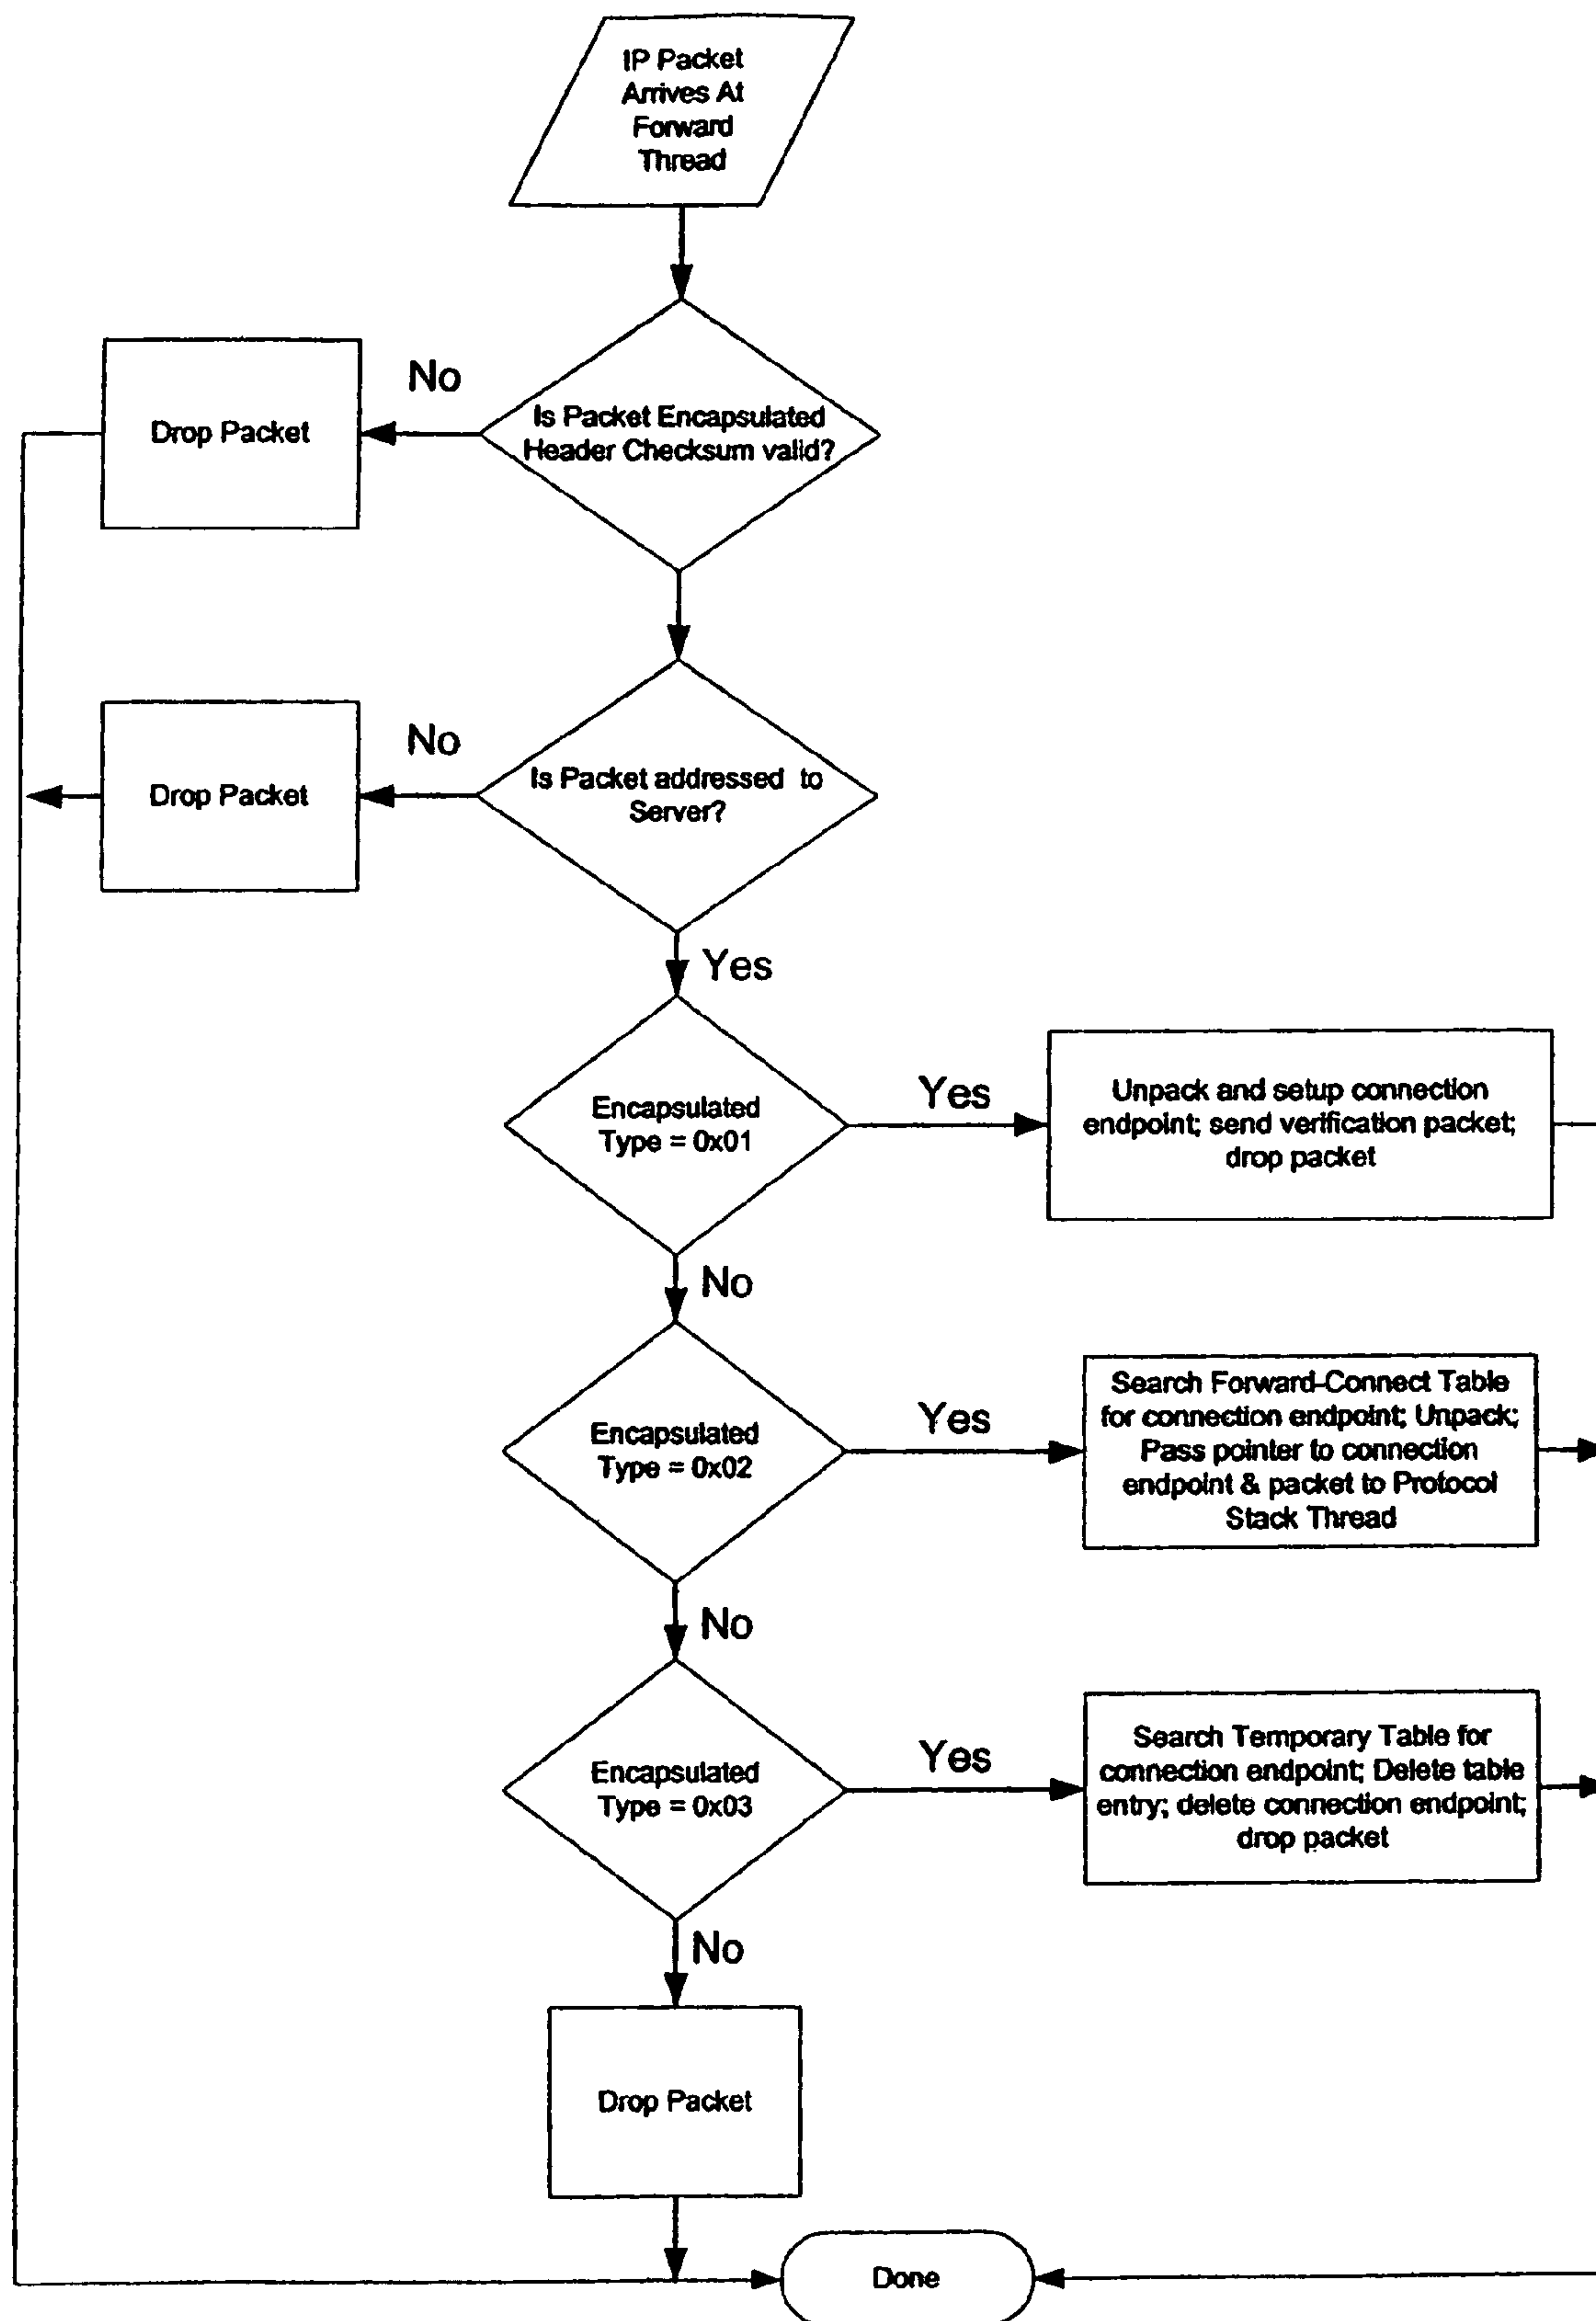 IP Packet
Arrives At
Forward
Thread
No
Drop Packet
Is Packet Encapsulated
Header Checksum valid?
No
Drop Packet
Is Packet addressed to
Server?
Yes
Encapsulated
Type = 0x01
Yes
Unpack and setup connection
endpoint; send verification packet;
drop packet
No
Encapsulated
Type = 0x02
Yes
Search Forward-Connect Table
for connection endpoint; Unpack;
Pass pointer to connection
endpoint & packet to Protocol
Stack Thread
No
Encapsulated
Type = 0x03
Yes
Search Temporary Table for
connection endpoint; Delete table
entry; delete connection endpoint;
drop packet
No
Drop Packet
Done